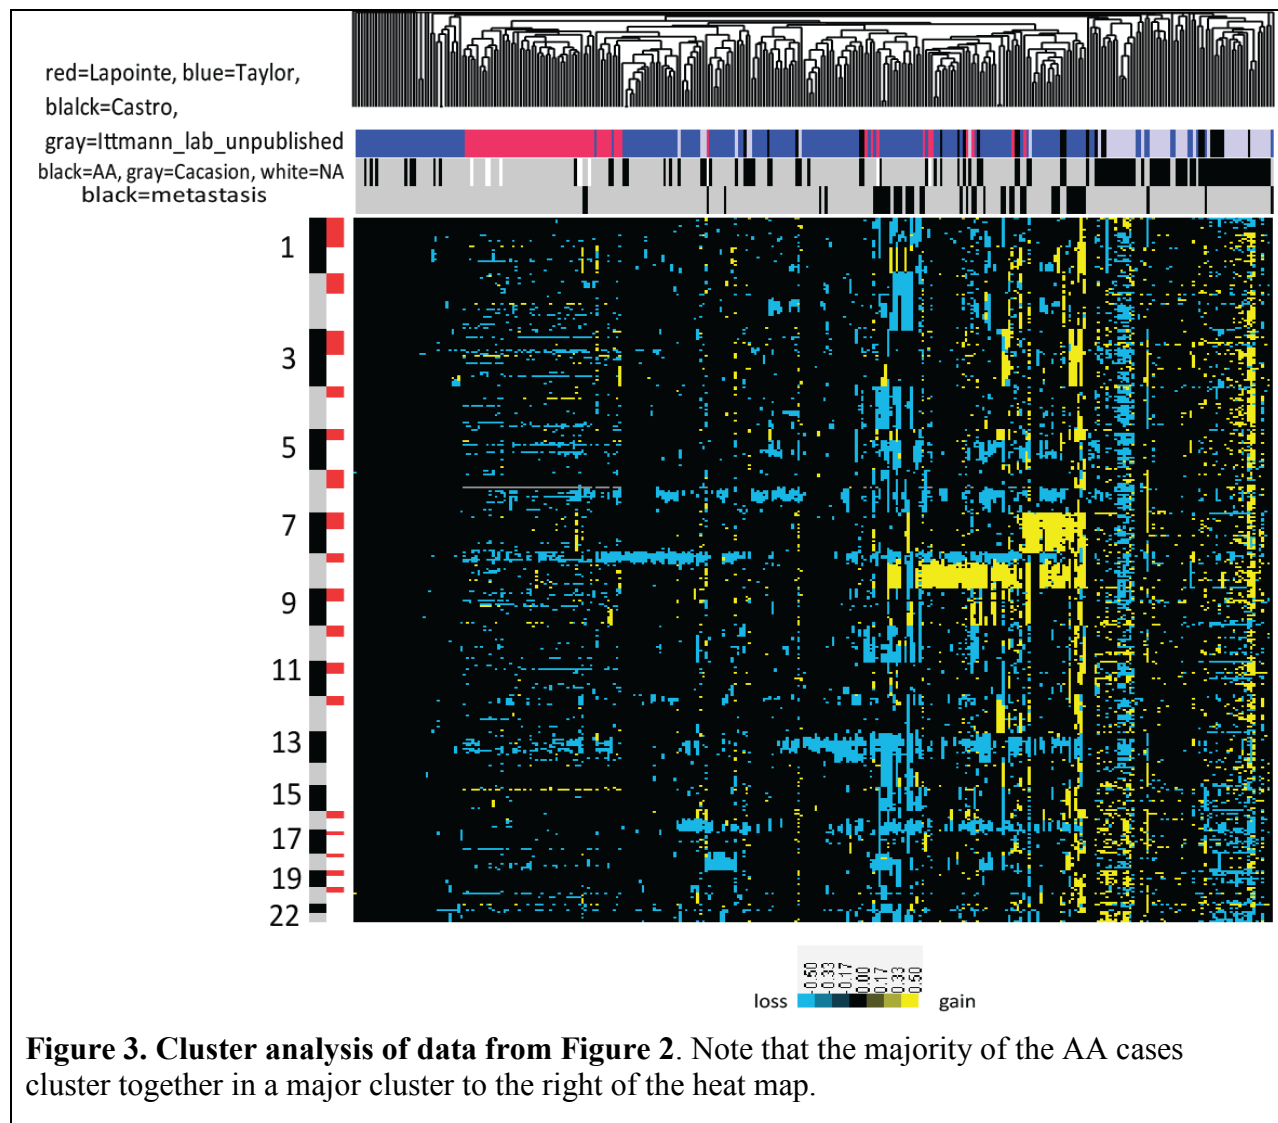 red=Lapointe, blue=Taylor,
blalck=Castro,
gray=Ittmann_lab_unpublished
black=AA, gray=Cacasion, white=NA
black=metastasis
1
3
5
7
9
11
13
15
17
19
22
-0.50
-0.33
-0.17
0.00
0.17
0.33
0.50
loss
gain
Figure 3. Cluster analysis of data from Figure 2. Note that the majority of the AA cases
cluster together in a major cluster to the right of the heat map.